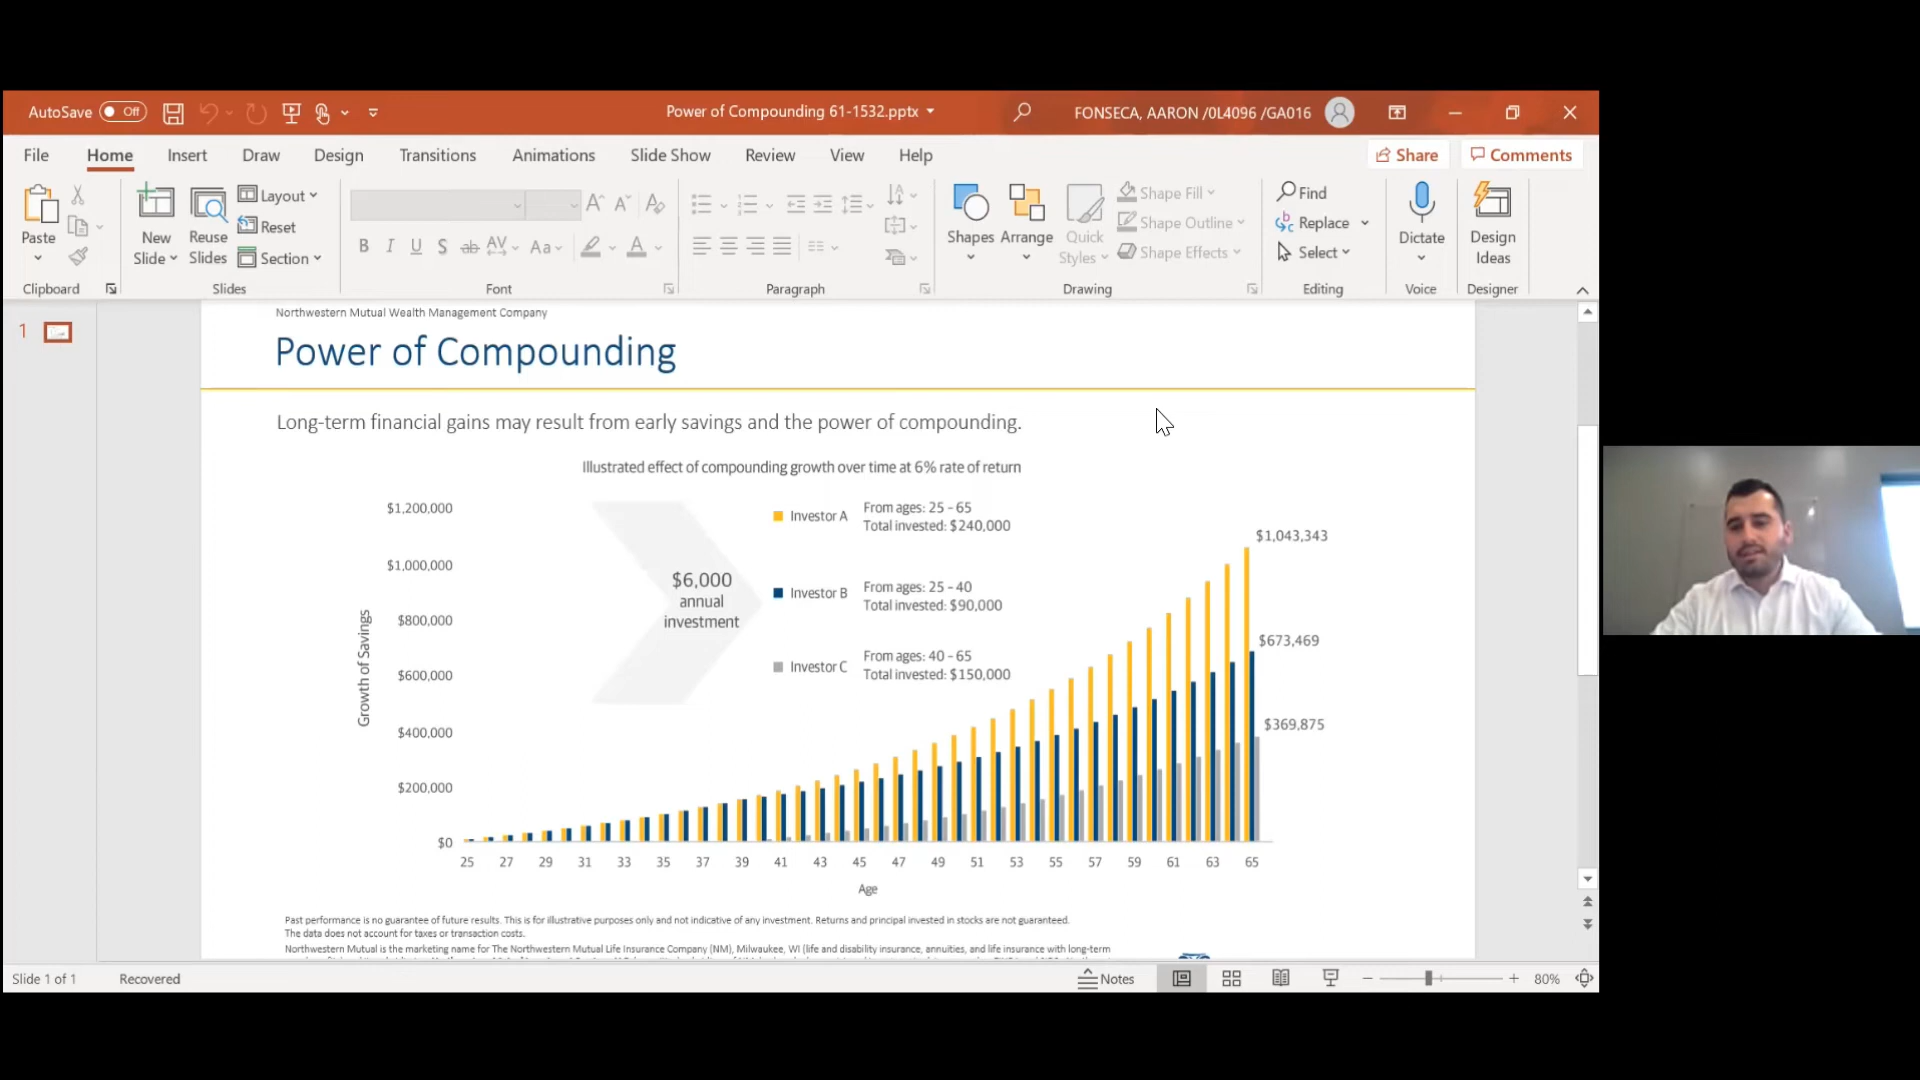 AutoSave Off
Power of Compounding 61-1532.pptx
FONSECA, AARON /0L4096 /GA016
File Home Insert Draw Design Transitions Animations Slide Show Review View Help
Share Comments
Paste
New Slide
Reuse Slides
Layout
Reset
Section
B I U S ab AV Aa A
Shapes Arrange
Quick Styles
Shape Fill
Shape Outline
Shape Effects
Find
Replace
Select
Dictate
Design Ideas
Clipboard Slides Font Paragraph Drawing Editing Voice Designer
1
Northwestern Mutual Wealth Management Company
Power of Compounding
Long-term financial gains may result from early savings and the power of compounding.
Illustrated effect of compounding growth over time at 6% rate of return
Growth of Savings
$1,200,000
$1,000,000
$800,000
$600,000
$400,000
$200,000
$0
$6,000
annual
investment
Investor A
From ages: 25 – 65
Total invested: $240,000
Investor B
From ages: 25 – 40
Total invested: $90,000
Investor C
From ages: 40 – 65
Total invested: $150,000
$1,043,343
$673,469
$369,875
25 27 29 31 33 35 37 39 41 43 45 47 49 51 53 55 57 59 61 63 65
Age
Past performance is no guarantee of future results. This is for illustrative purposes only and not indicative of any investment. Returns and principal invested in stocks are not guaranteed.
The data does not account for taxes or transaction costs.
Northwestern Mutual is the marketing name for The Northwestern Mutual Life Insurance Company (NM), Milwaukee, WI (life and disability insurance, annuities, and life insurance with long-term
Slide 1 of 1 Recovered
Notes
80%